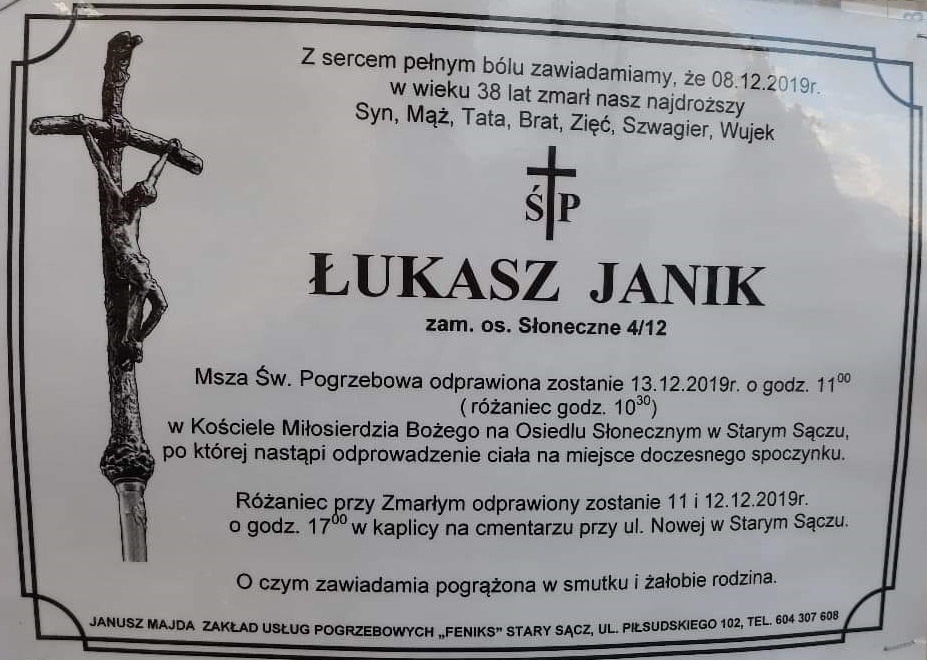 Z sercem pełnym bólu zawiadamiamy, że 08.12.2019r.
w wieku 38 lat zmarł nasz najdroższy
Syn, Mąż, Tata, Brat, Zięć, Szwagier, Wujek
ŚP
ŁUKASZ JANIK
zam. os. Słoneczne 4/12
Msza Św. Pogrzebowa odprawiona zostanie 13.12.2019r. o godz. 11⁰⁰
( różaniec godz. 10³⁰)
w Kościele Miłosierdzia Bożego na Osiedlu Słonecznym w Starym Sączu,
po której nastąpi odprowadzenie ciała na miejsce doczesnego spoczynku.
Różaniec przy Zmarłym odprawiony zostanie 11 i 12.12.2019r.
o godz. 17⁰⁰ w kaplicy na cmentarzu przy ul. Nowej w Starym Sączu.
O czym zawiadamia pogrążona w smutku i żałobie rodzina.
JANUSZ MAJDA ZAKŁAD USŁUG POGRZEBOWYCH „FENIKS” STARY SĄCZ, UL. PIŁSUDSKIEGO 102, TEL. 604 307 608